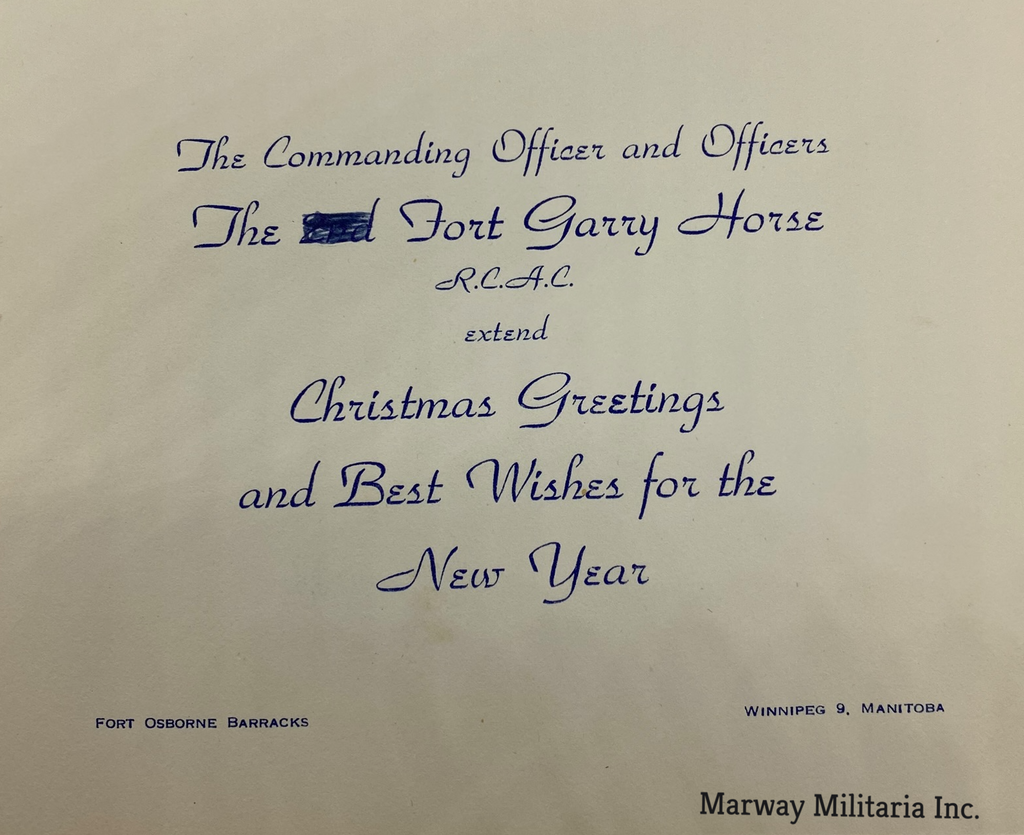 The Commanding Officer and Officers
The Fort Garry Horse
R.C.A.C.
extend
Christmas Greetings
and Best Wishes for the
New Year
Fort Osborne Barracks
Winnipeg 9, Manitoba
Marway Militaria Inc.